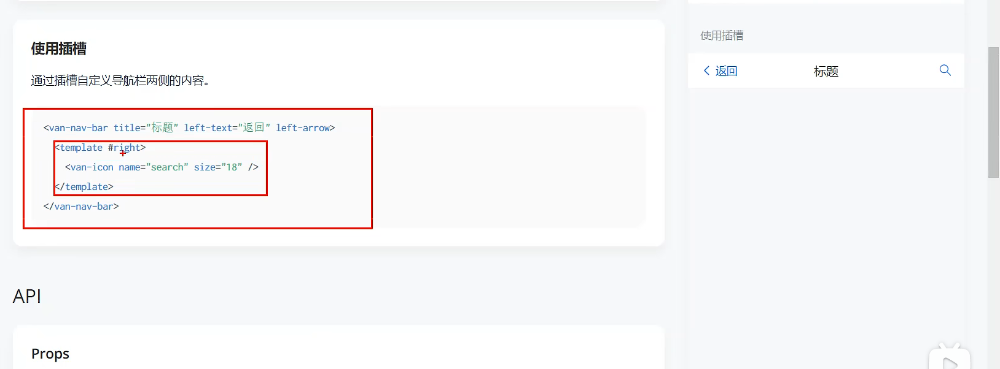 使用插槽
通过插槽自定义导航栏两侧的内容。
<van-nav-bar title="标题" left-text="返回" left-arrow>
<template #right>
<van-icon name="search" size="18" />
</template>
</van-nav-bar>
API
Props
使用插槽
返回
标题